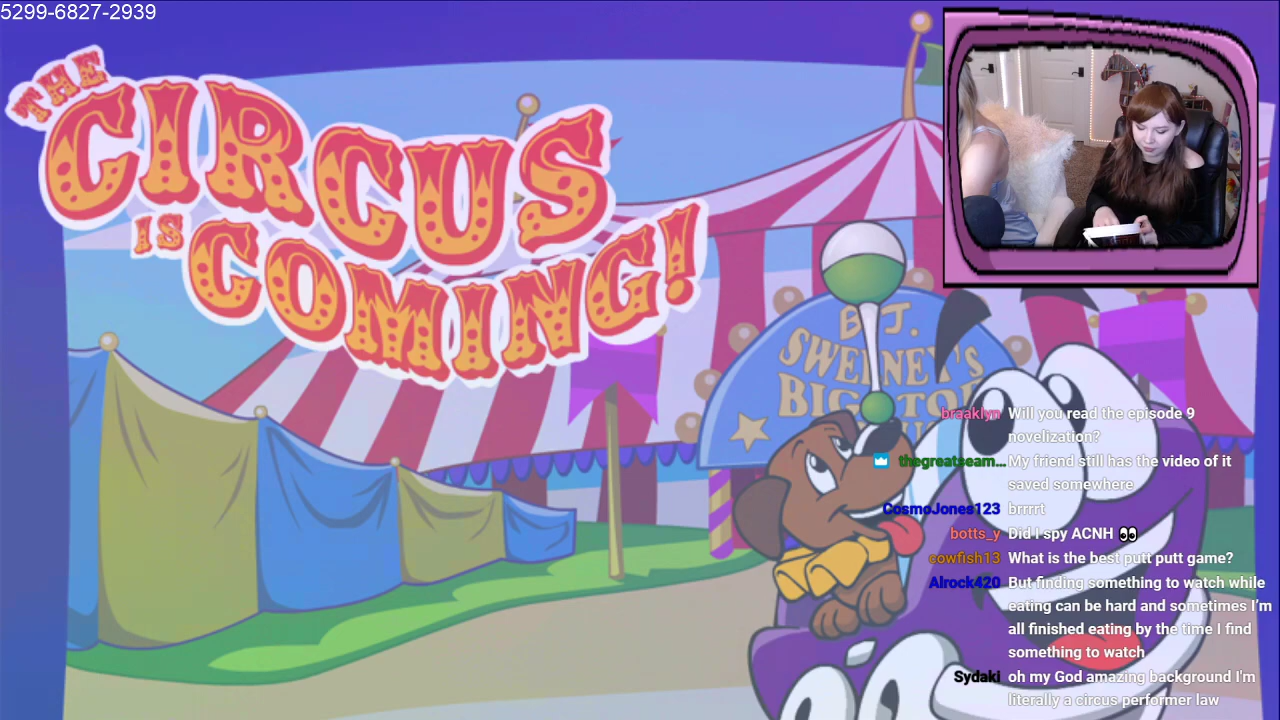 5299-6827-2939
THE
CIRCUS
IS
COMING!
B.J.
SWEENEY'S
BIG TOP
braaklyn Will you read the episode 9
novelization?
thegreatseam... My friend still has the video of it
saved somewhere
CosmoJones123 brrrrt
botts_y Did I spy ACNH 👀
cowfish13 What is the best putt putt game?
Alrock420 But finding something to watch while
eating can be hard and sometimes I'm
all finished eating by the time I find
something to watch
Sydaki oh my God amazing background I'm
literally a circus performer law